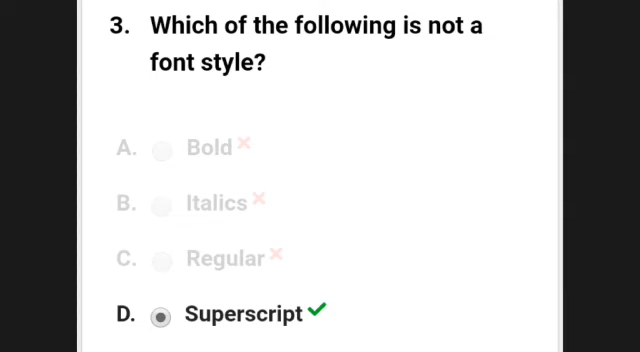 3. Which of the following is not a
font style?
A. Bold
B. Italics
C. Regular
D. Superscript